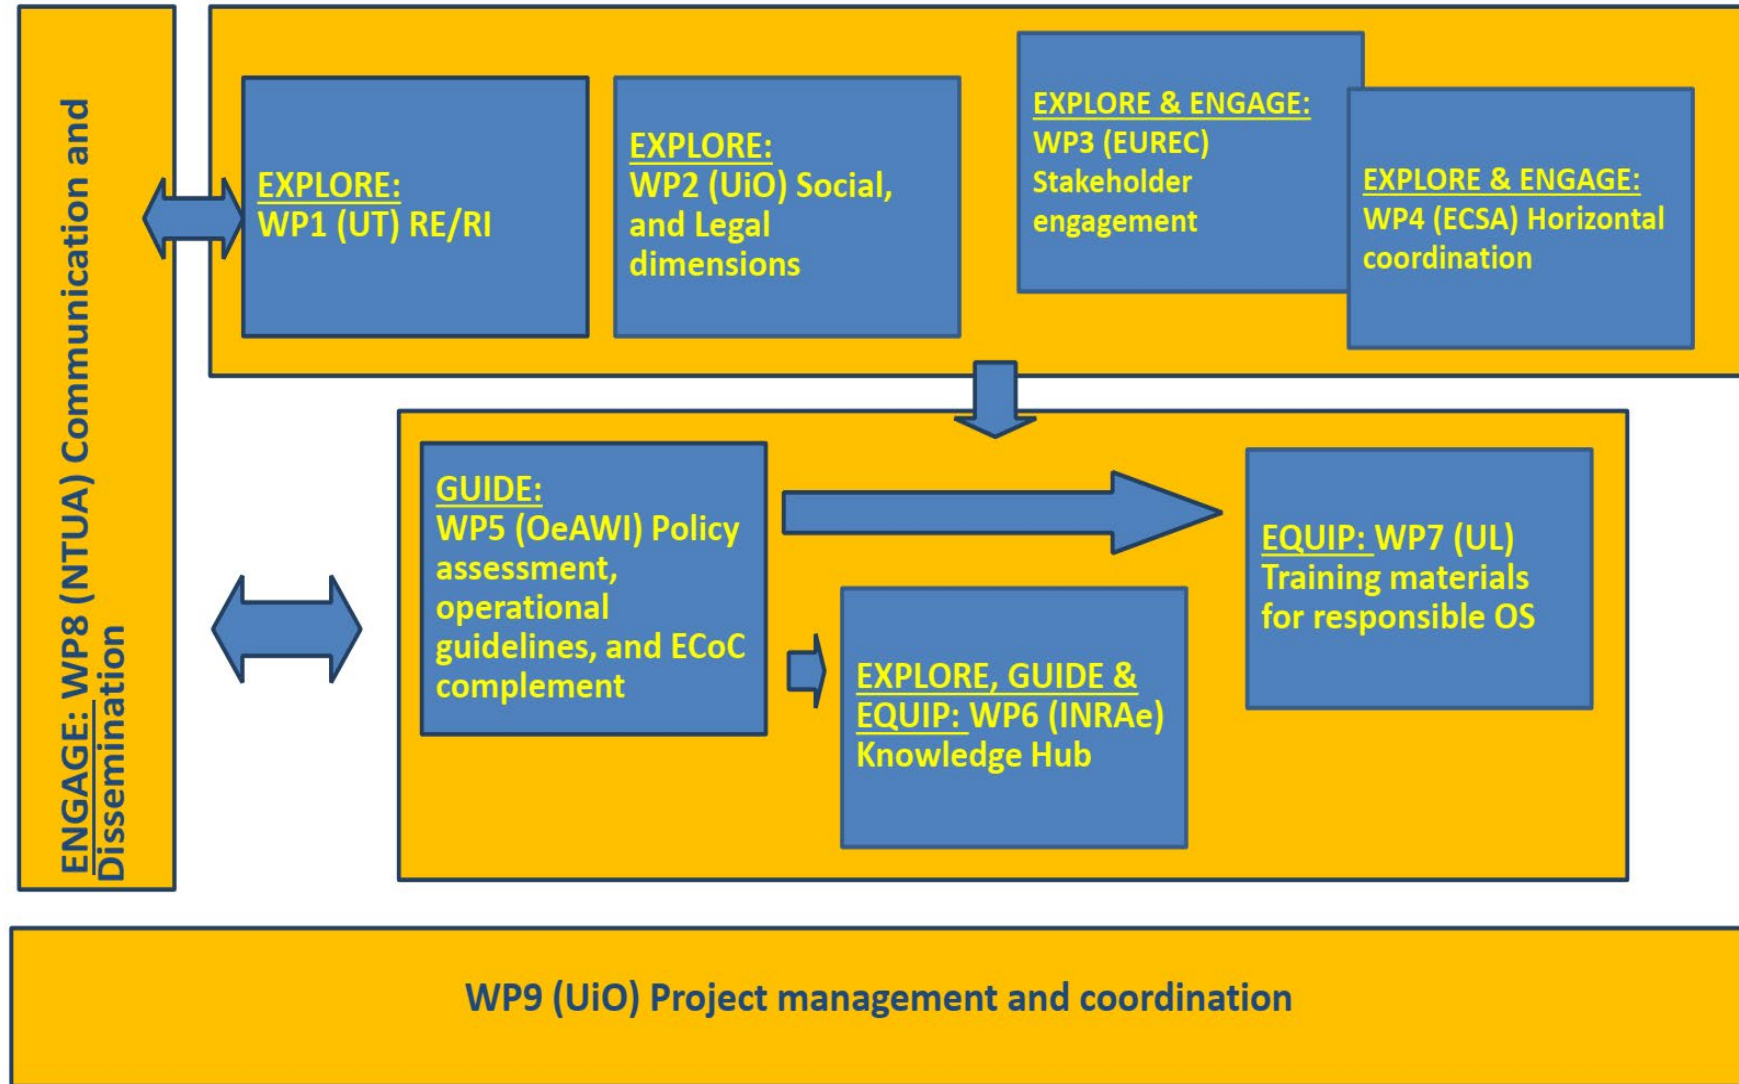 ENGAGE: WP8 (NTUA) Communication and
Dissemination
EXPLORE:
WP1 (UT) RE/RI
EXPLORE:
WP2 (UiO) Social,
and Legal
dimensions
EXPLORE & ENGAGE:
WP3 (EUREC)
Stakeholder
engagement
EXPLORE & ENGAGE:
WP4 (ECSA) Horizontal
coordination
GUIDE:
WP5 (OeAWI) Policy
assessment,
operational
guidelines, and ECoC
complement
EXPLORE, GUIDE &
EQUIP: WP6 (INRAe)
Knowledge Hub
EQUIP: WP7 (UL)
Training materials
for responsible OS
WP9 (UiO) Project management and coordination